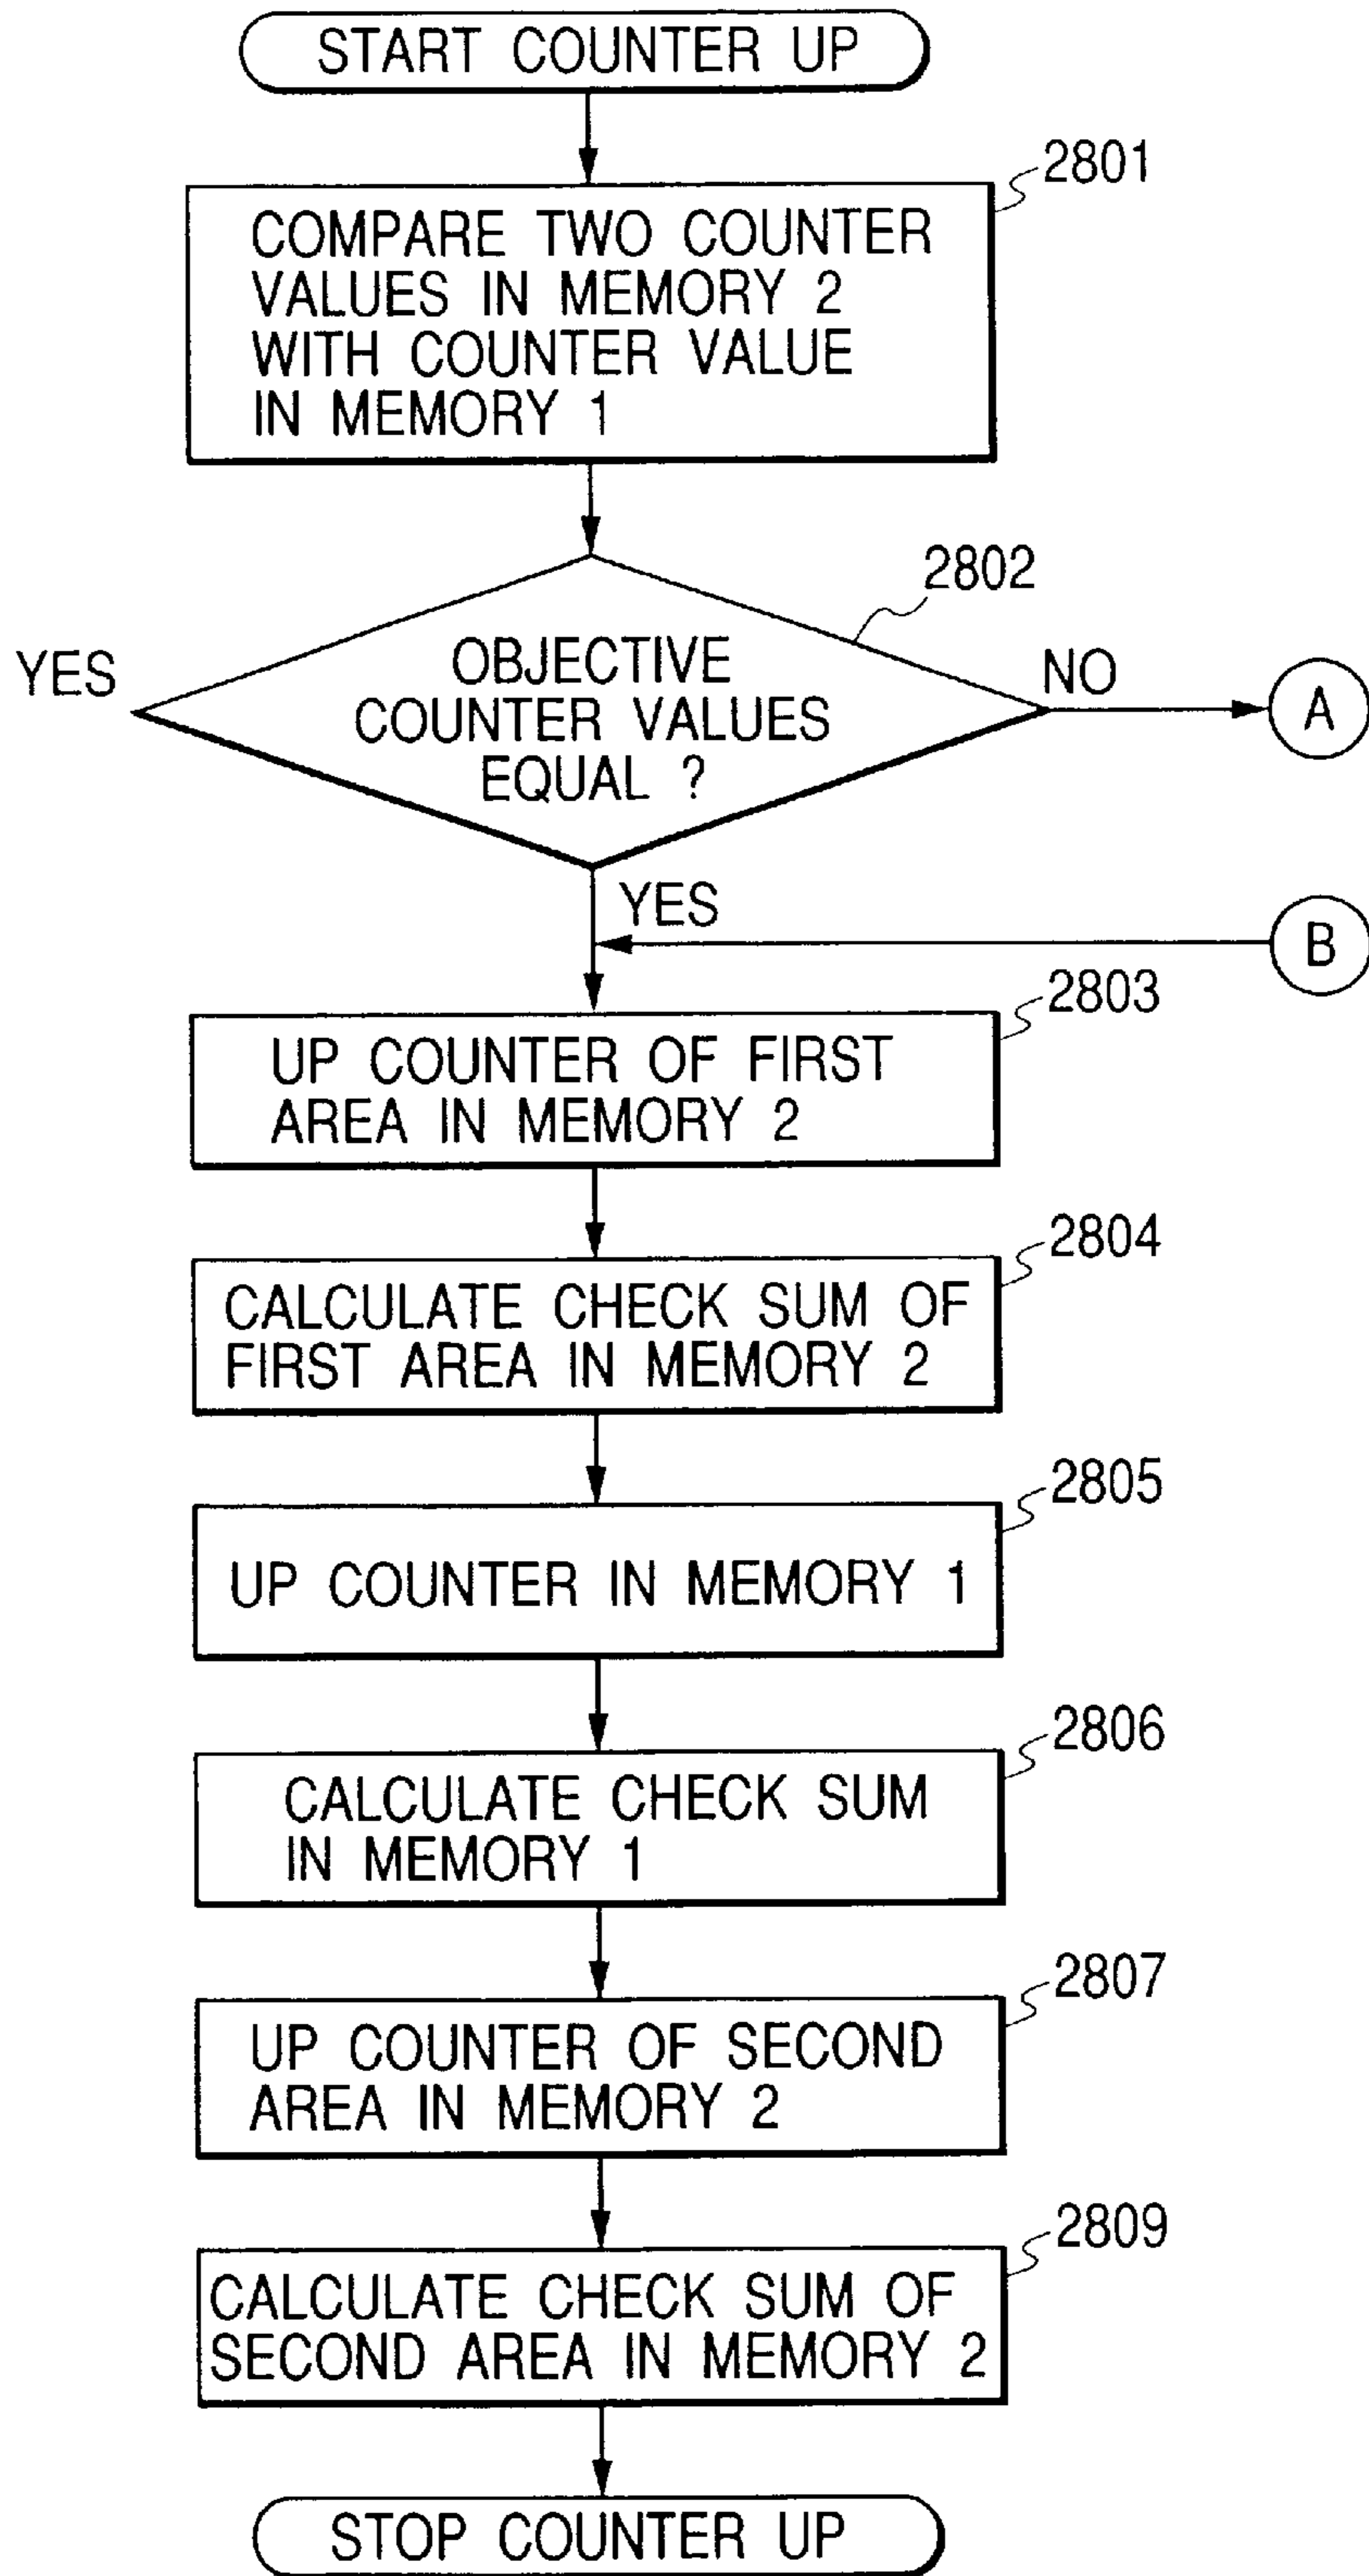 START COUNTER UP
2801
COMPARE TWO COUNTER
VALUES IN MEMORY 2
WITH COUNTER VALUE
IN MEMORY 1
2802
YES
OBJECTIVE
COUNTER VALUES
EQUAL ?
NO
A
YES
B
2803
UP COUNTER OF FIRST
AREA IN MEMORY 2
2804
CALCULATE CHECK SUM OF
FIRST AREA IN MEMORY 2
2805
UP COUNTER IN MEMORY 1
2806
CALCULATE CHECK SUM
IN MEMORY 1
2807
UP COUNTER OF SECOND
AREA IN MEMORY 2
2809
CALCULATE CHECK SUM OF
SECOND AREA IN MEMORY 2
STOP COUNTER UP